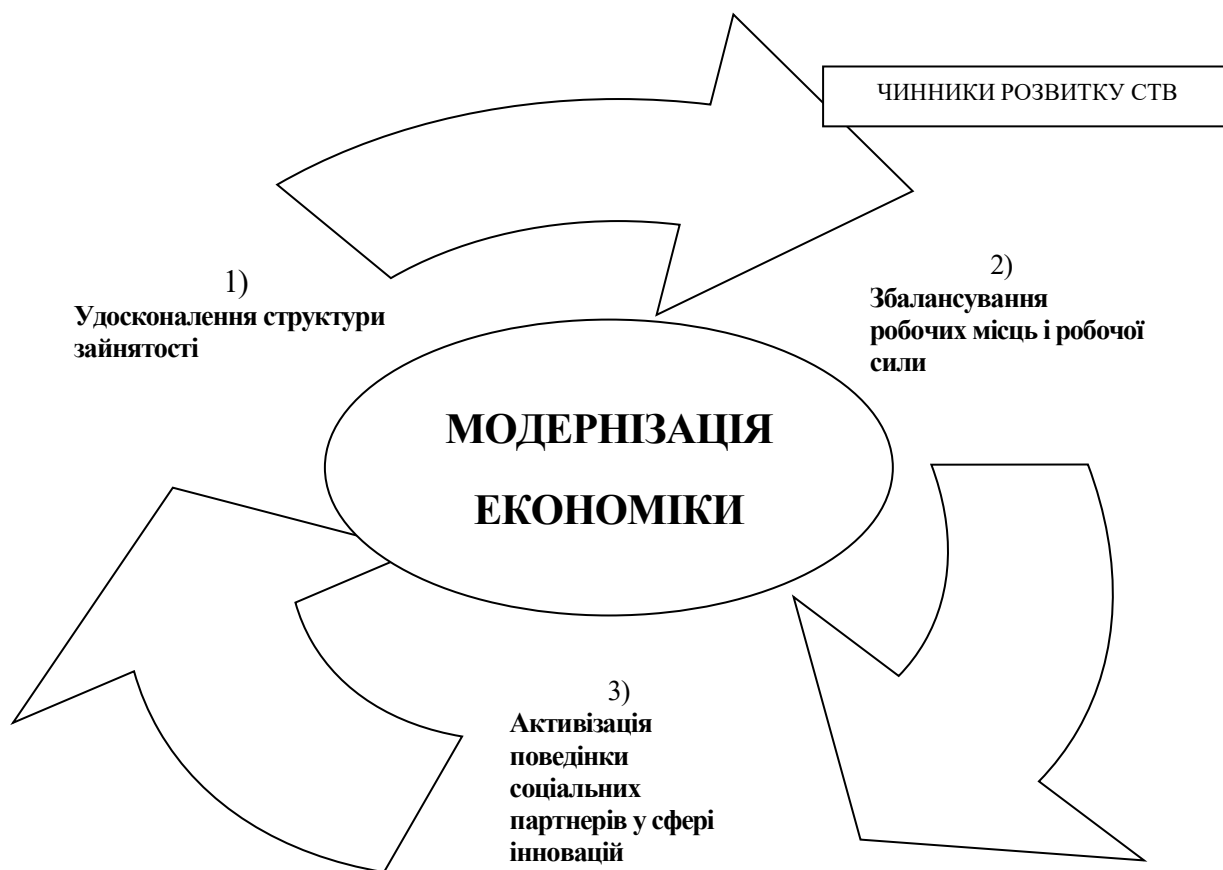 ЧИННИКИ РОЗВИТКУ СТВ
1)
Удосконалення структури
зайнятості
2)
Збалансування
робочих місць і робочої
сили
МОДЕРНІЗАЦІЯ
ЕКОНОМІКИ
3)
Активізація
поведінки
соціальних
партнерів у сфері
інновацій